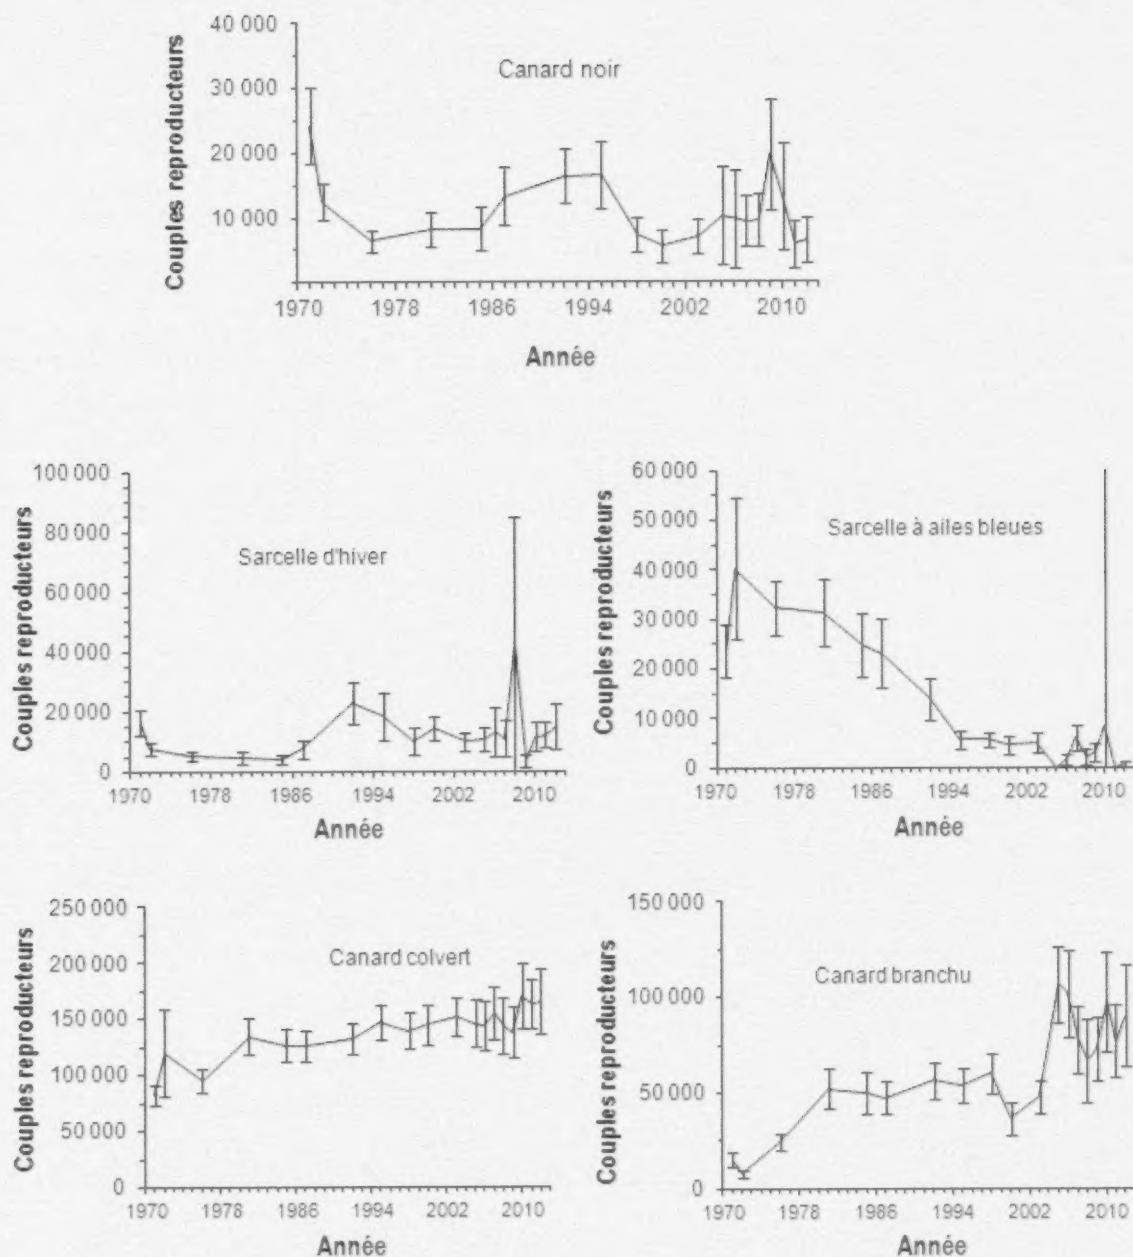 Canard noir
Couples reproducteurs
40 000
30 000
20 000
10 000
1970 1978 1986 1994 2002 2010
Année
Sarcelle d'hiver
Couples reproducteurs
100 000
80 000
60 000
40 000
20 000
0
1970 1978 1986 1994 2002 2010
Année
Sarcelle à ailes bleues
Couples reproducteurs
60 000
50 000
40 000
30 000
20 000
10 000
0
1970 1978 1986 1994 2002 2010
Année
Canard colvert
Couples reproducteurs
250 000
200 000
150 000
100 000
50 000
0
1970 1978 1986 1994 2002 2010
Année
Canard branchu
Couples reproducteurs
150 000
100 000
50 000
0
1970 1978 1986 1994 2002 2010
Année